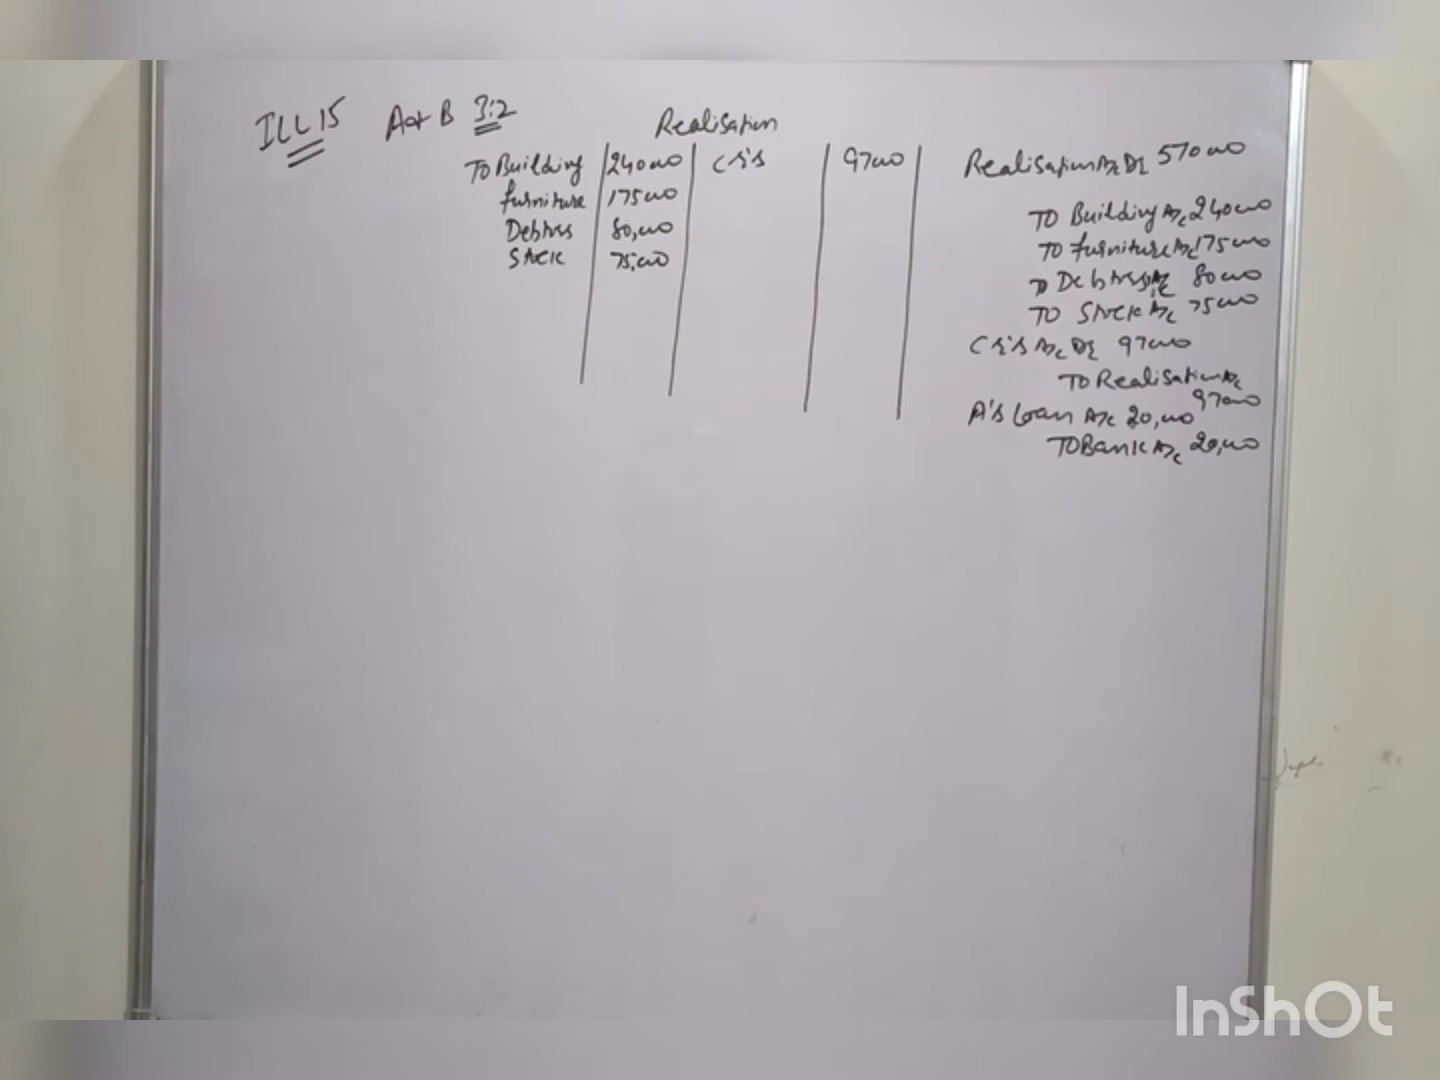 ILL 15 A & B 3:2
Realisation
To Building 24000 C's's 97000
furniture 175000
Debtors 80,000
Stock 75,000
Realisation A/c Dr 570000
To Building A/c 240000
To furniture A/c 175000
To Debtors A/c 80000
To Stock A/c 75000
C's's A/c Dr 97000
To Realisation A/c
97000
A's Loan A/c 20,000
To Bank A/c 20,000
InShOt